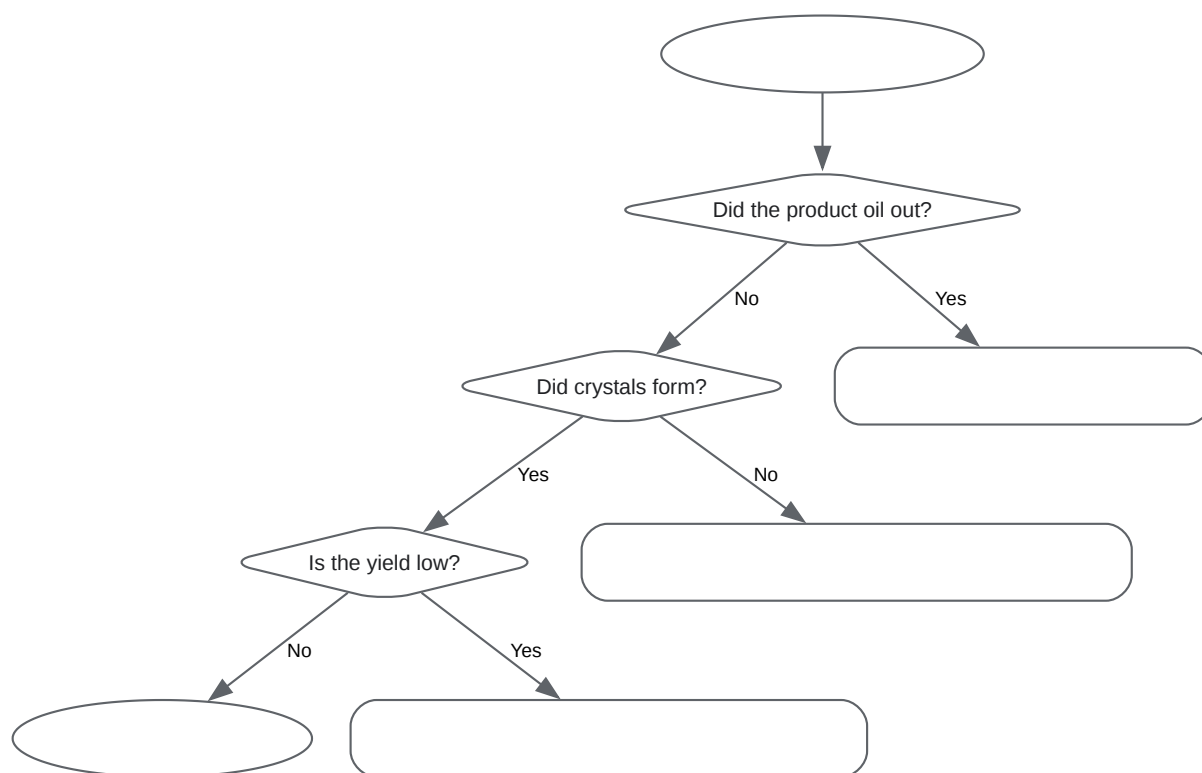 Did the product oil out?
No
Yes
Did crystals form?
Yes
No
Is the yield low?
No
Yes